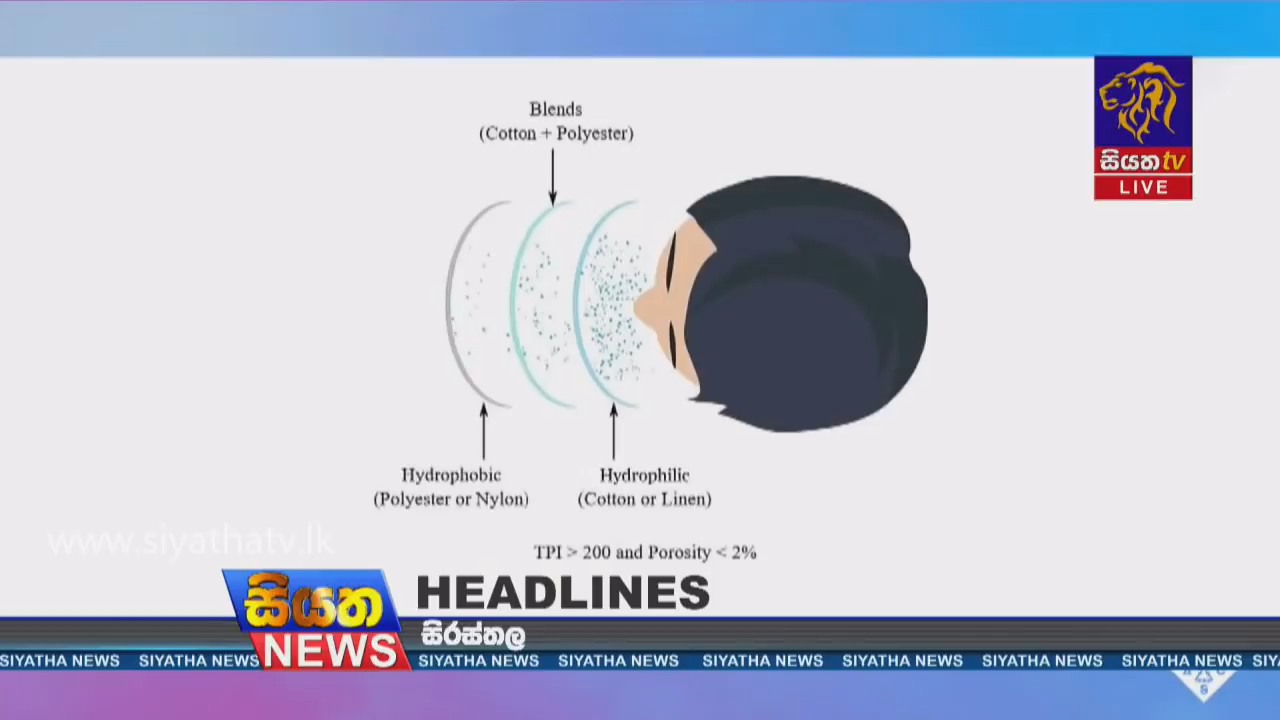 Blends
(Cotton + Polyester)
සියත tv
LIVE
Hydrophobic
(Polyester or Nylon)
Hydrophilic
(Cotton or Linen)
www.siyathatv.lk
TPI > 200 and Porosity < 2%
සියත
NEWS
HEADLINES
සිරස්තල
SIYATHA NEWS SIYATHA NEWS SIYATHA NEWS SIYATHA NEWS SIYATHA NEWS SIYATHA NEWS SIYATHA NEWS SIYATHA NEWS